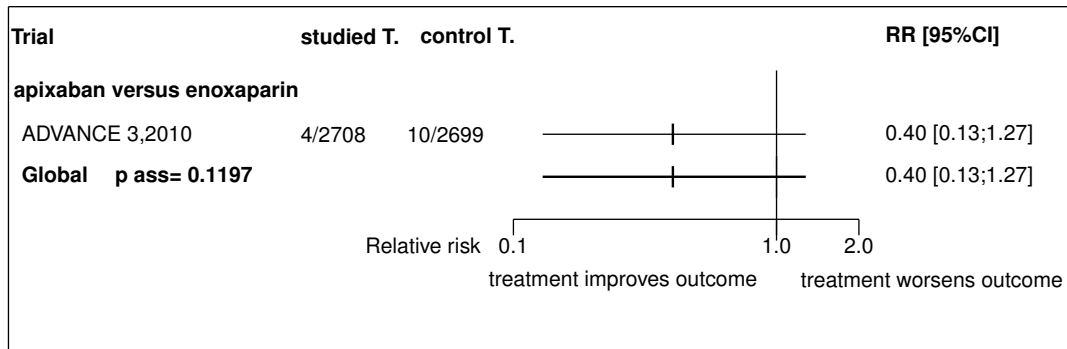 Trial studied T. control T. RR [95%CI]
apixaban versus enoxaparin
ADVANCE 3,2010 4/2708 10/2699 0.40 [0.13;1.27]
Global p ass= 0.1197 0.40 [0.13;1.27]
Relative risk 0.1 1.0 2.0
treatment improves outcome treatment worsens outcome